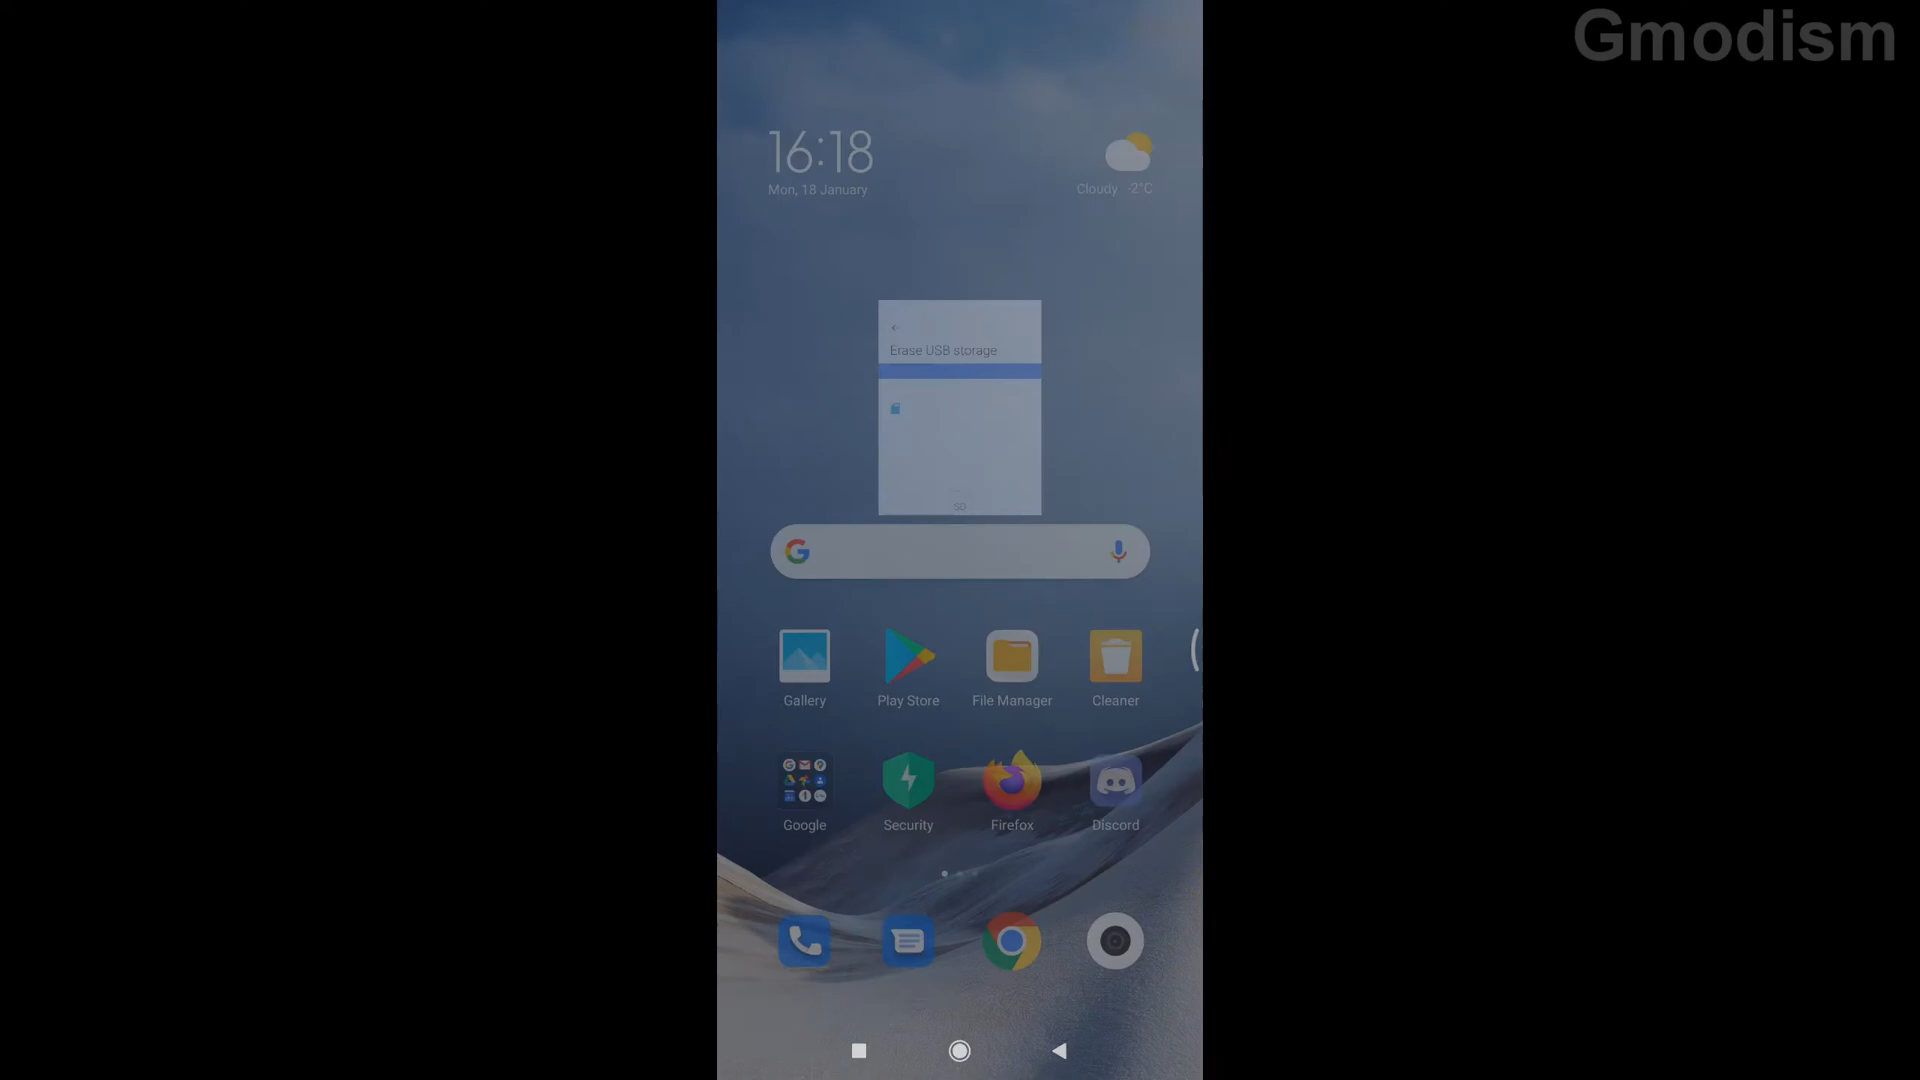 Gmodism
16:18
Mon, 18 January
Cloudy -2°C
Erase USB storage
SD
Gallery
Play Store
File Manager
Cleaner
Google
Security
Firefox
Discord